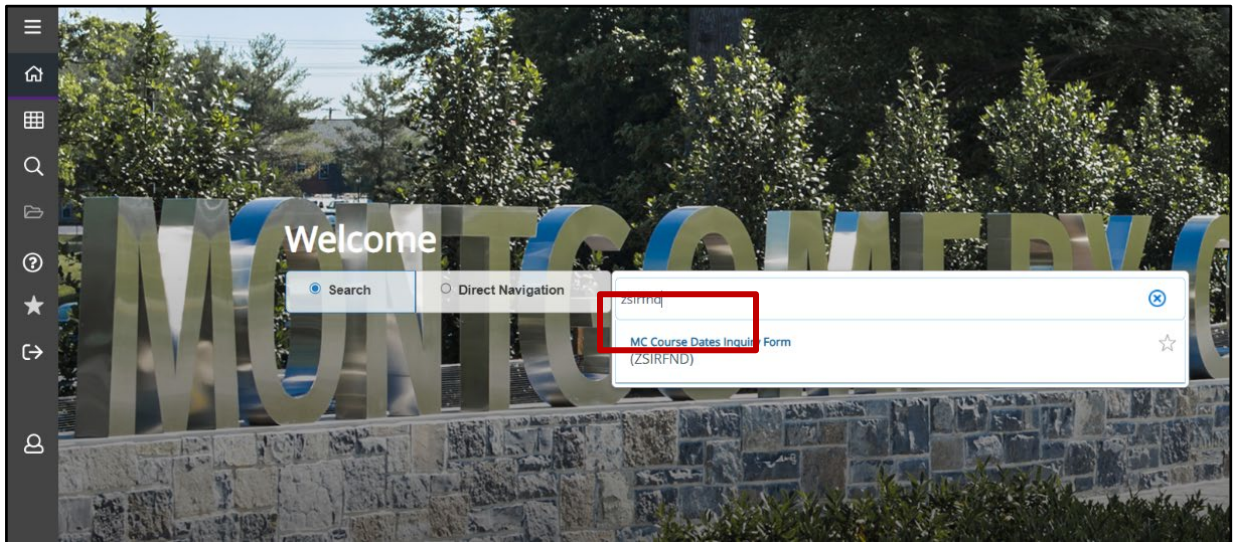 MONTGOMERY C
Welcome
Search
Direct Navigation
zsirfnd
MC Course Dates Inquiry Form
(ZSIRFND)